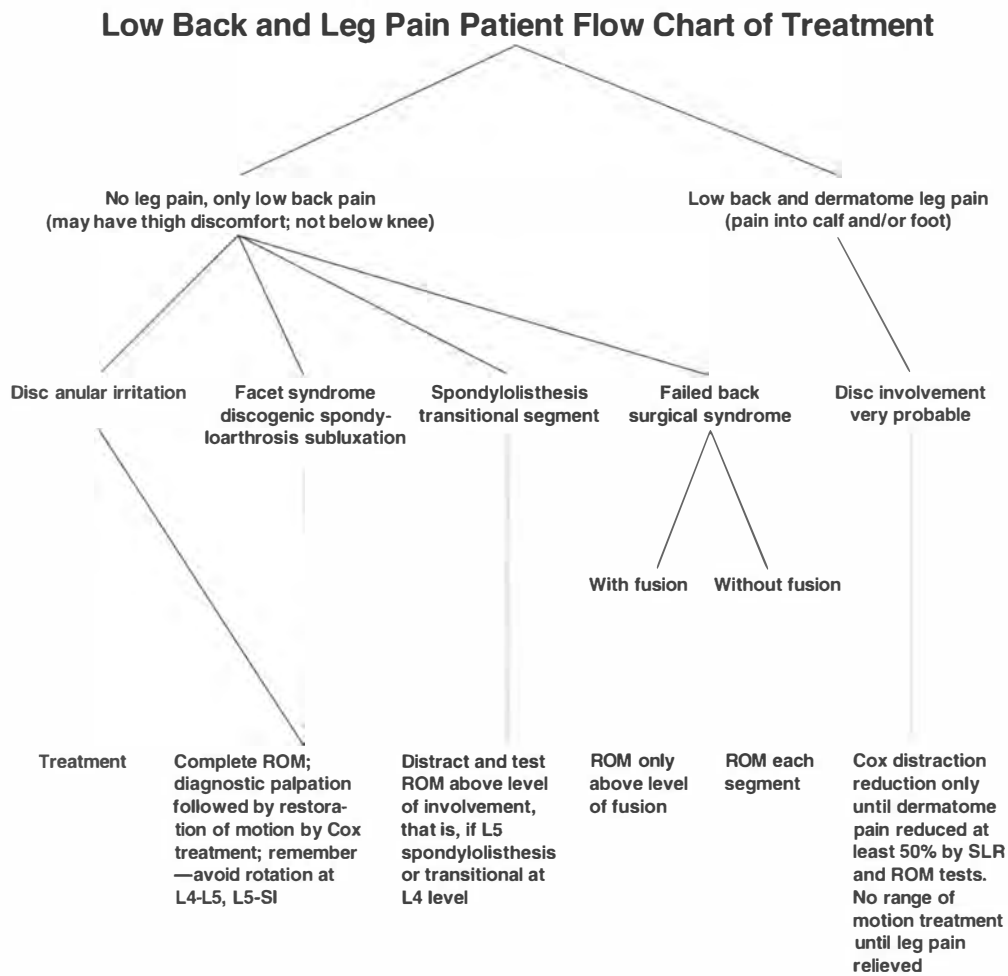 Low Back and Leg Pain Patient Flow Chart of Treatment
No leg pain, only low back pain
(may have thigh discomfort; not below knee)
Low back and dermatome leg pain
(pain into calf and/or foot)
Disc anular irritation
Facet syndrome
discogenic spondy-
loarthrosis subluxation
Spondylolisthesis
transitional segment
Failed back
surgical syndrome
Disc involvement
very probable
With fusion
Without fusion
Treatment
Complete ROM;
diagnostic palpation
followed by restora-
tion of motion by Cox
treatment; remember
—avoid rotation at
L4-L5, L5-SI
Distract and test
ROM above level
of involvement,
that is, if L5
spondylolisthesis
or transitional at
L4 level
ROM only
above level
of fusion
ROM each
segment
Cox distraction
reduction only
until dermatome
pain reduced at
least 50% by SLR
and ROM tests.
No range of
motion treatment
until leg pain
relieved